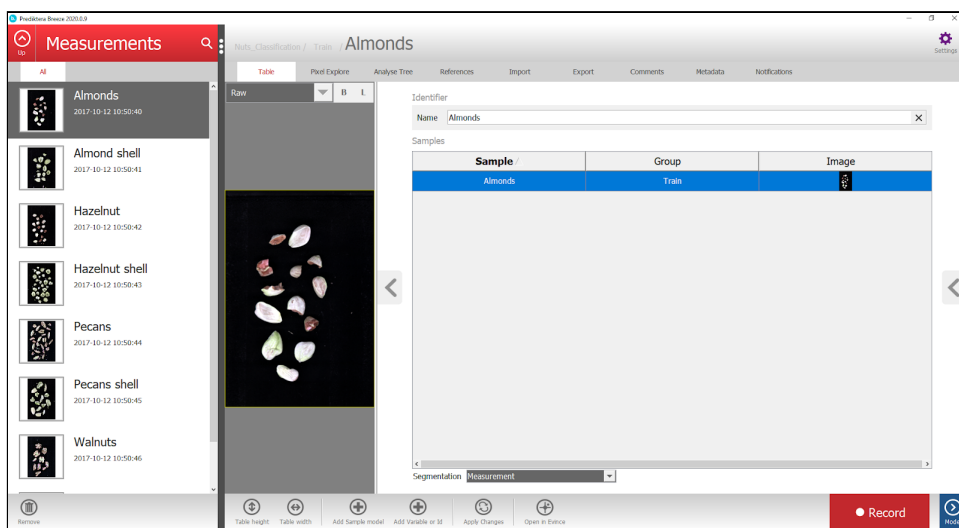 Prediktera Breeze 2020.0.9
Up
Measurements
Nuts_Classification / Train / Almonds
Settings
All
Table
Pixel Explore
Analyse Tree
References
Import
Export
Comments
Metadata
Notifications
Almonds
2017-10-12 10:50:40
Almond shell
2017-10-12 10:50:41
Hazelnut
2017-10-12 10:50:42
Hazelnut shell
2017-10-12 10:50:43
Pecans
2017-10-12 10:50:44
Pecans shell
2017-10-12 10:50:45
Walnuts
2017-10-12 10:50:46
Raw
B
L
Identifier
Name Almonds
Samples
Sample Group Image
Almonds Train
Segmentation Measurement
Remove
Table height
Table width
Add Sample model
Add Variable or Id
Apply Changes
Open in Evince
Record
Model